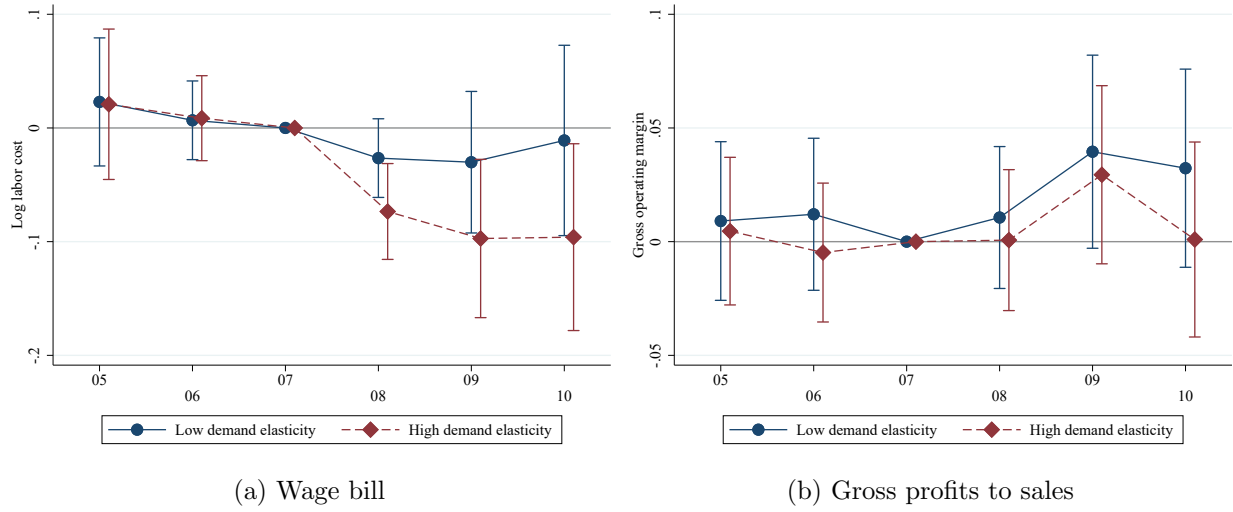 Log labor cost
.1
0
-.1
-.2
05
06
07
08
09
10
Low demand elasticity
High demand elasticity
(a) Wage bill
Gross operating margin
.1
.05
0
-.05
05
06
07
08
09
10
Low demand elasticity
High demand elasticity
(b) Gross profits to sales